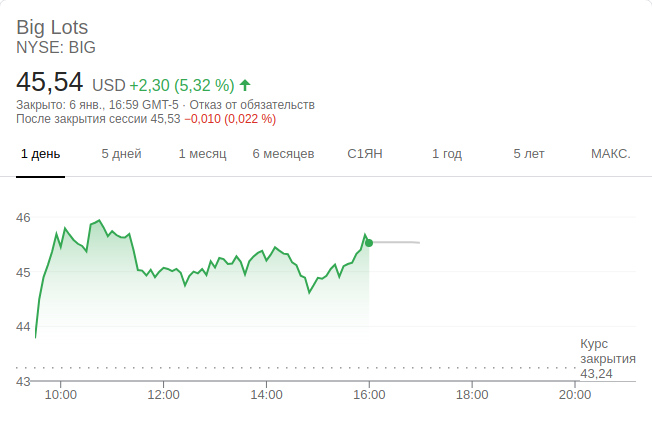 Big Lots
NYSE: BIG
45,54 USD +2,30 (5,32 %)
Закрыто: 6 янв., 16:59 GMT-5 · Отказ от обязательств
После закрытия сессии 45,53 −0,010 (0,022 %)
1 день 5 дней 1 месяц 6 месяцев С1ЯН 1 год 5 лет МАКС.
46
45
44
Курс
закрытия
43,24
43
10:00 12:00 14:00 16:00 18:00 20:00